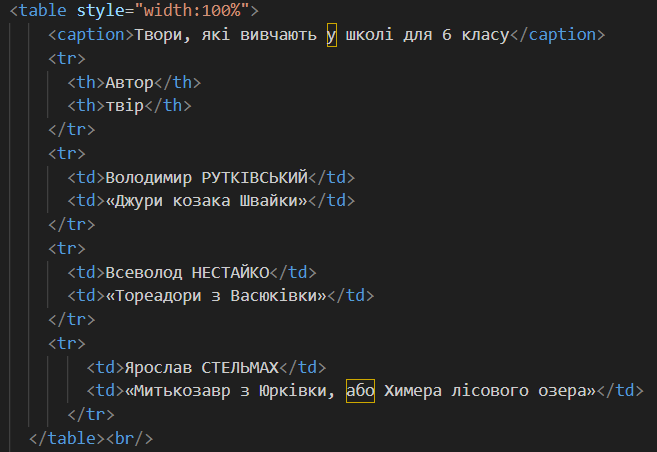 <table style="width:100%">
<caption>Твори, які вивчають у школі для 6 класу</caption>
<tr>
<th>Автор</th>
<th>твір</th>
</tr>
<tr>
<td>Володимир РУТКІВСЬКИЙ</td>
<td>«Джури козака Швайки»</td>
</tr>
<tr>
<td>Всеволод НЕСТАЙКО</td>
<td>«Тореадори з Васюківки»</td>
</tr>
<tr>
<td>Ярослав СТЕЛЬМАХ</td>
<td>«Митькозавр з Юрківки, або Химера лісового озера»</td>
</tr>
</table><br/>